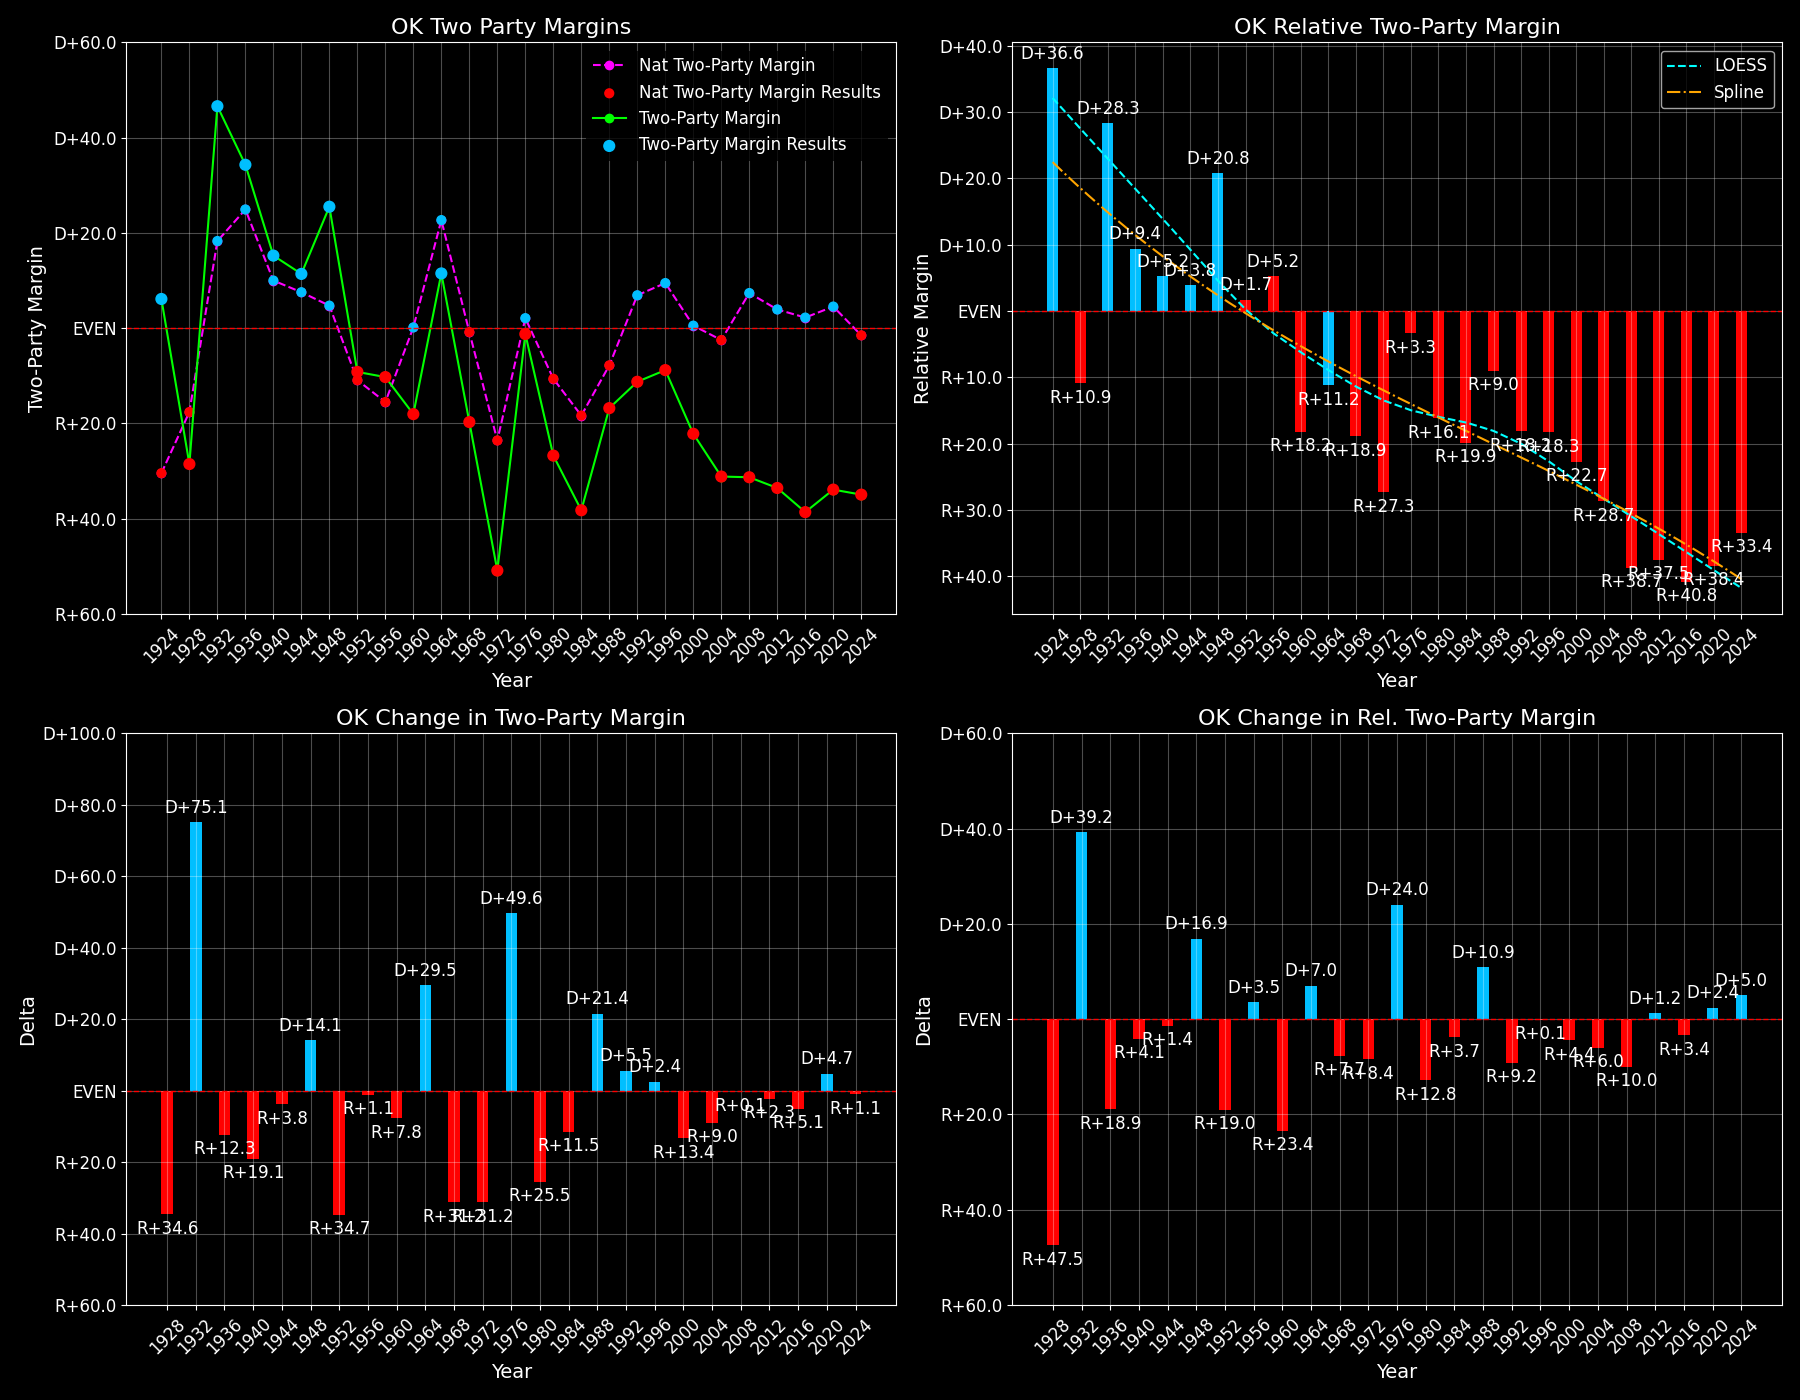 OK Two Party Margins
D+60.0
D+40.0
D+20.0
EVEN
R+20.0
R+40.0
R+60.0
Two-Party Margin
Nat Two-Party Margin
Nat Two-Party Margin Results
Two-Party Margin
Two-Party Margin Results
1924 1928 1932 1936 1940 1944 1948 1952 1956 1960 1964 1968 1972 1976 1980 1984 1988 1992 1996 2000 2004 2008 2012 2016 2020 2024
Year
OK Relative Two-Party Margin
D+40.0
D+30.0
D+20.0
D+10.0
EVEN
R+10.0
R+20.0
R+30.0
R+40.0
Relative Margin
LOESS
Spline
D+36.6
R+10.9
D+28.3
D+9.4
D+5.2
D+3.8
D+20.8
D+1.7
D+5.2
R+18.2
R+11.2
R+18.9
R+27.3
R+3.3
R+16.1
R+19.9
R+9.0
R+18.2
R+18.3
R+22.7
R+28.7
R+38.7
R+37.5
R+40.8
R+38.4
R+33.4
1924 1928 1932 1936 1940 1944 1948 1952 1956 1960 1964 1968 1972 1976 1980 1984 1988 1992 1996 2000 2004 2008 2012 2016 2020 2024
Year
OK Change in Two-Party Margin
D+100.0
D+80.0
D+60.0
D+40.0
D+20.0
EVEN
R+20.0
R+40.0
R+60.0
Delta
R+34.6
D+75.1
R+12.3
R+19.1
R+3.8
D+14.1
R+34.7
R+1.1
R+7.8
D+29.5
R+31.2
R+31.2
D+49.6
R+25.5
R+11.5
D+21.4
D+5.5
D+2.4
R+13.4
R+9.0
R+0.1
R+2.3
R+5.1
D+4.7
R+1.1
1928 1932 1936 1940 1944 1948 1952 1956 1960 1964 1968 1972 1976 1980 1984 1988 1992 1996 2000 2004 2008 2012 2016 2020 2024
Year
OK Change in Rel. Two-Party Margin
D+60.0
D+40.0
D+20.0
EVEN
R+20.0
R+40.0
R+60.0
Delta
R+47.5
D+39.2
R+18.9
R+4.1
R+1.4
D+16.9
R+19.0
D+3.5
R+23.4
D+7.0
R+7.7
R+8.4
D+24.0
R+12.8
R+3.7
D+10.9
R+9.2
R+0.1
R+4.4
R+6.0
R+10.0
D+1.2
R+3.4
D+2.4
D+5.0
1928 1932 1936 1940 1944 1948 1952 1956 1960 1964 1968 1972 1976 1980 1984 1988 1992 1996 2000 2004 2008 2012 2016 2020 2024
Year